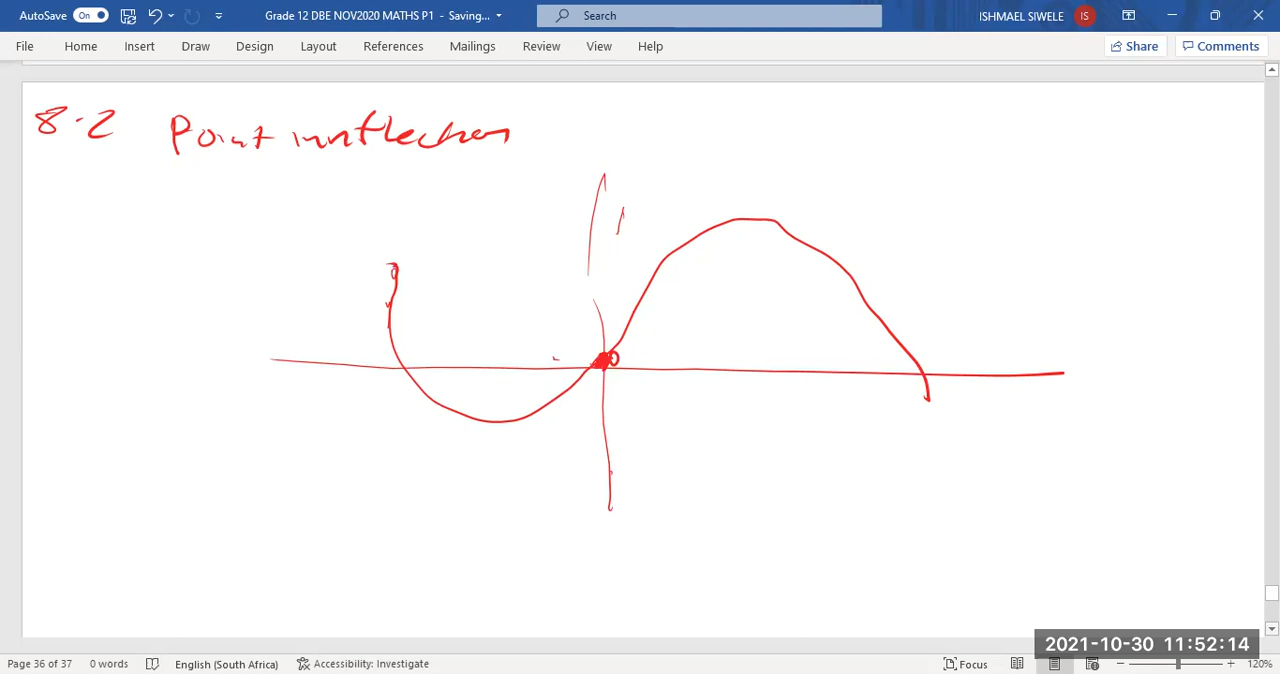 AutoSave On Grade 12 DBE NOV2020 MATHS P1 - Saving... Search ISHMAEL SIWELE IS
File Home Insert Draw Design Layout References Mailings Review View Help Share Comments
8.2 Point innflection
0
2021-10-30 11:52:14
Page 36 of 37 0 words English (South Africa) Accessibility: Investigate Focus 120%